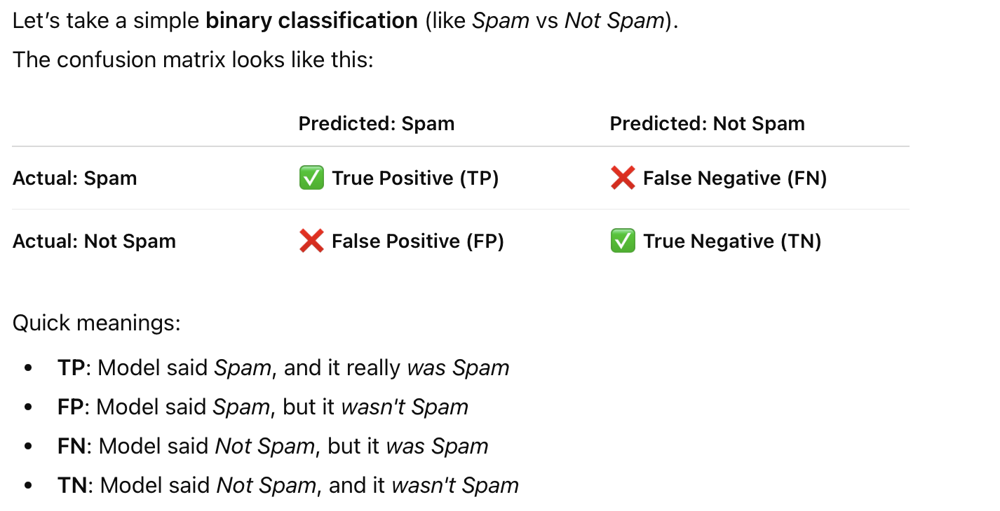 Let’s take a simple binary classification (like Spam vs Not Spam).
The confusion matrix looks like this:
Predicted: Spam Predicted: Not Spam
Actual: Spam ✅ True Positive (TP) ❌ False Negative (FN)
Actual: Not Spam ❌ False Positive (FP) ✅ True Negative (TN)
Quick meanings:
• TP: Model said Spam, and it really was Spam
• FP: Model said Spam, but it wasn't Spam
• FN: Model said Not Spam, but it was Spam
• TN: Model said Not Spam, and it wasn't Spam